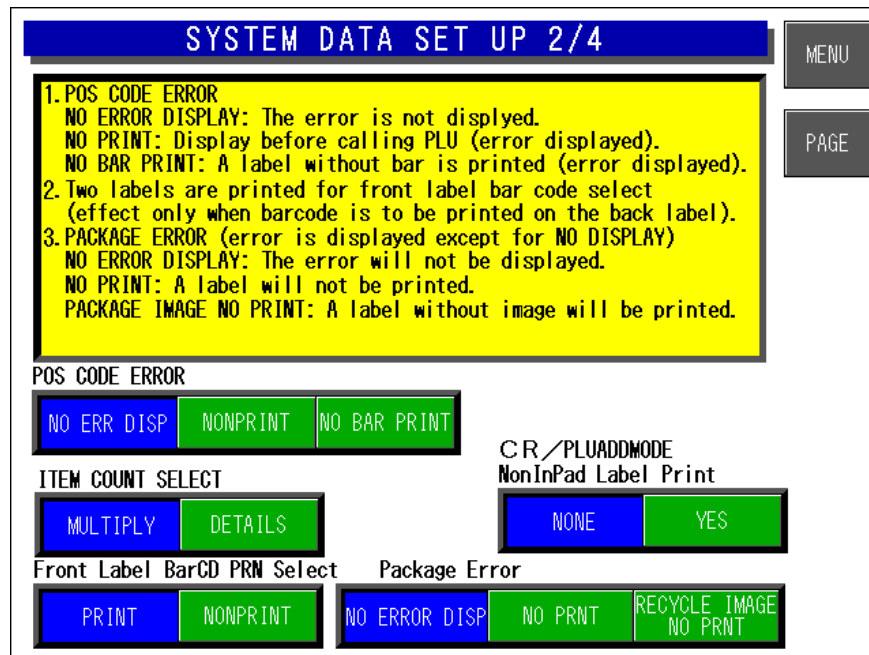 SYSTEM DATA SET UP 2/4
MENU
PAGE
1. POS CODE ERROR
NO ERROR DISPLAY: The error is not displyed.
NO PRINT: Display before calling PLU (error displayed).
NO BAR PRINT: A label without bar is printed (error displayed).
2. Two labels are printed for front label bar code select
(effect only when barcode is to be printed on the back label).
3. PACKAGE ERROR (error is displayed except for NO DISPLAY)
NO ERROR DISPLAY: The error will not be displayed.
NO PRINT: A label will not be printed.
PACKAGE IMAGE NO PRINT: A label without image will be printed.
POS CODE ERROR
NO ERR DISP NONPRINT NO BAR PRINT
CR／PLUADDMODE
NonInPad Label Print
NONE YES
ITEM COUNT SELECT
MULTIPLY DETAILS
Front Label BarCD PRN Select
PRINT NONPRINT
Package Error
NO ERROR DISP NO PRNT RECYCLE IMAGE
NO PRNT